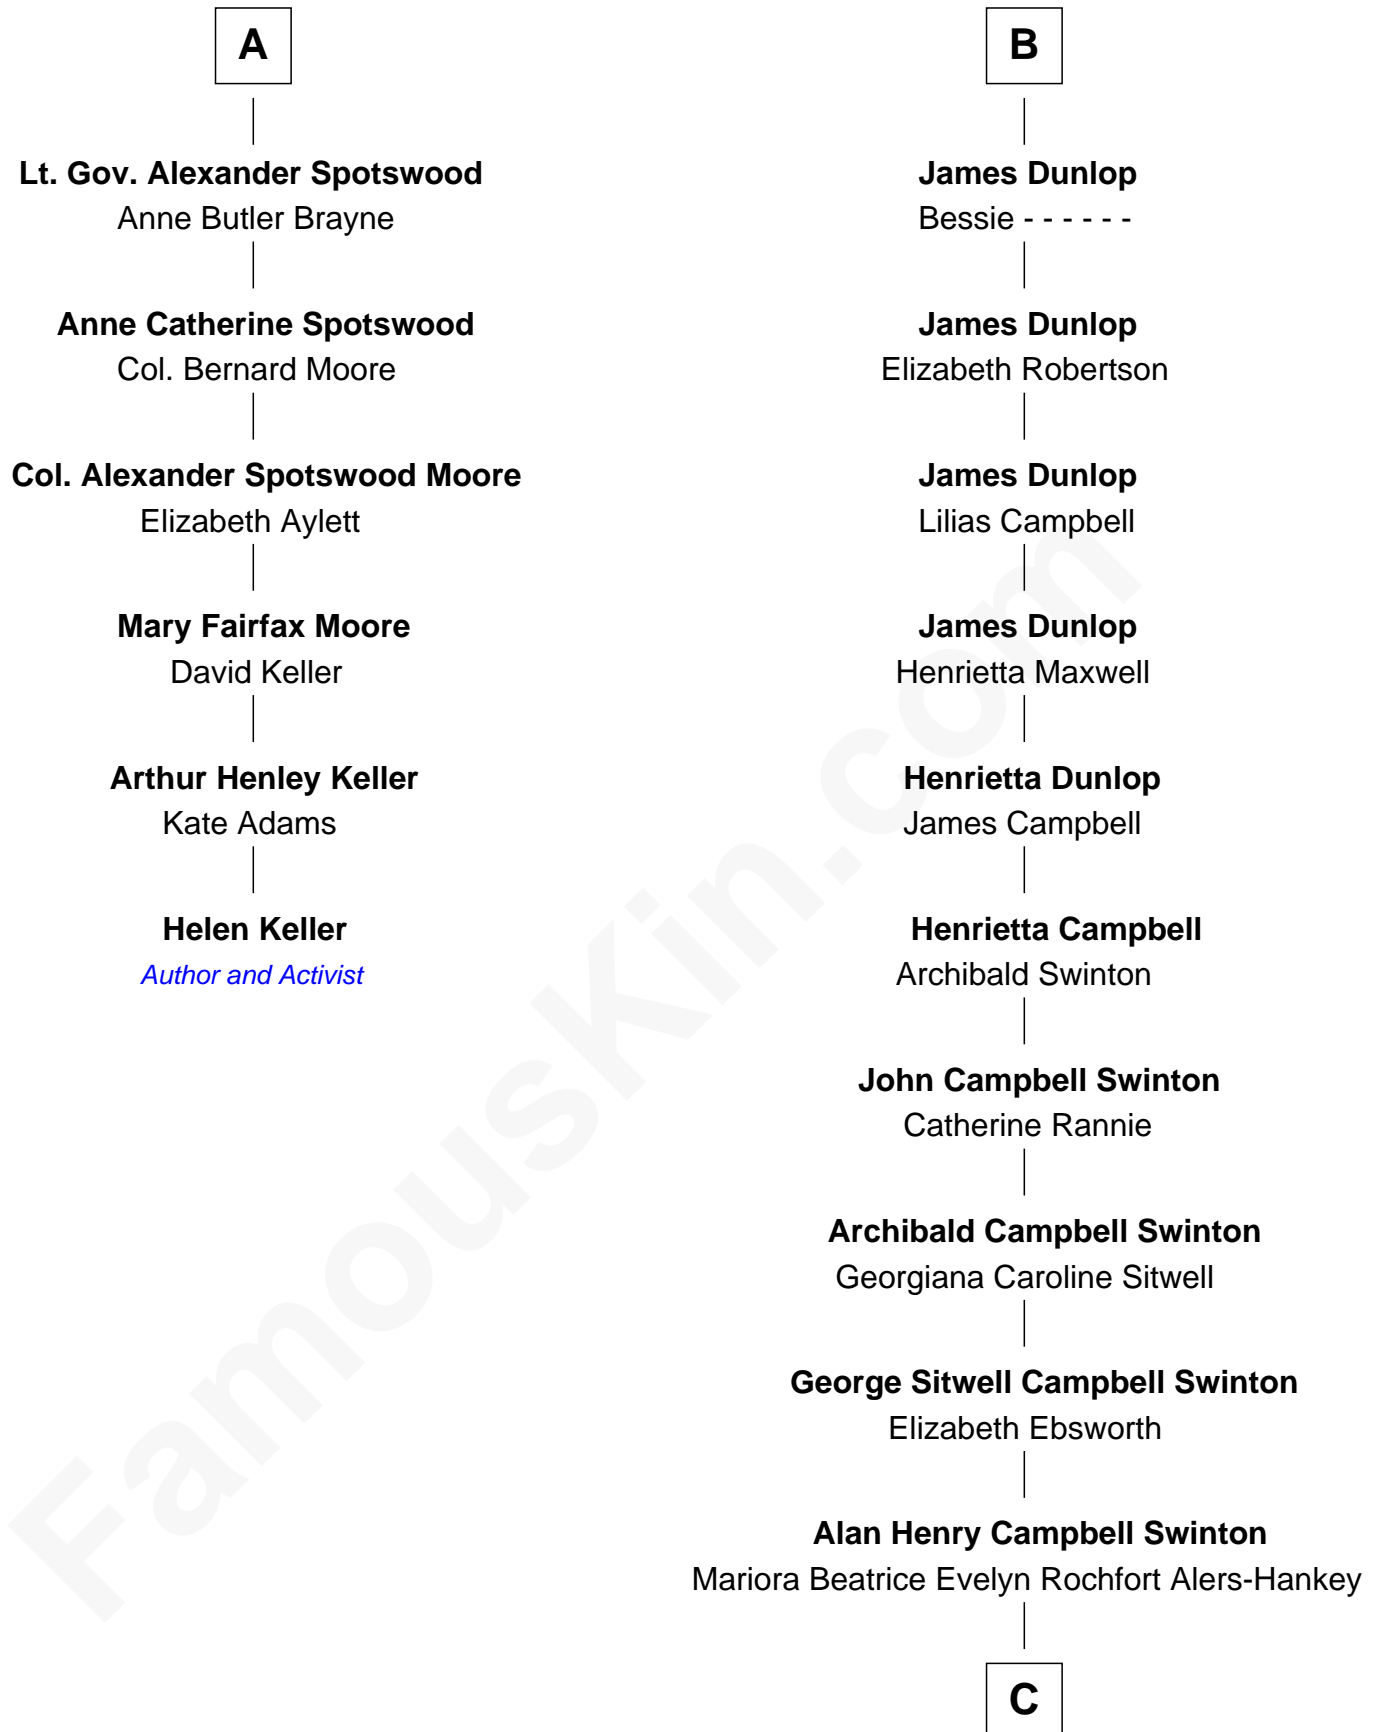 A
Lt. Gov. Alexander Spotswood
Anne Butler Brayne
Anne Catherine Spotswood
Col. Bernard Moore
Col. Alexander Spotswood Moore
Elizabeth Aylett
Mary Fairfax Moore
David Keller
Arthur Henley Keller
Kate Adams
Helen Keller
Author and Activist
B
James Dunlop
Bessie - - - - - -
James Dunlop
Elizabeth Robertson
James Dunlop
Lilias Campbell
James Dunlop
Henrietta Maxwell
Henrietta Dunlop
James Campbell
Henrietta Campbell
Archibald Swinton
John Campbell Swinton
Catherine Rannie
Archibald Campbell Swinton
Georgiana Caroline Sitwell
George Sitwell Campbell Swinton
Elizabeth Ebsworth
Alan Henry Campbell Swinton
Mariora Beatrice Evelyn Rochfort Alers-Hankey
C
FamousKin.com